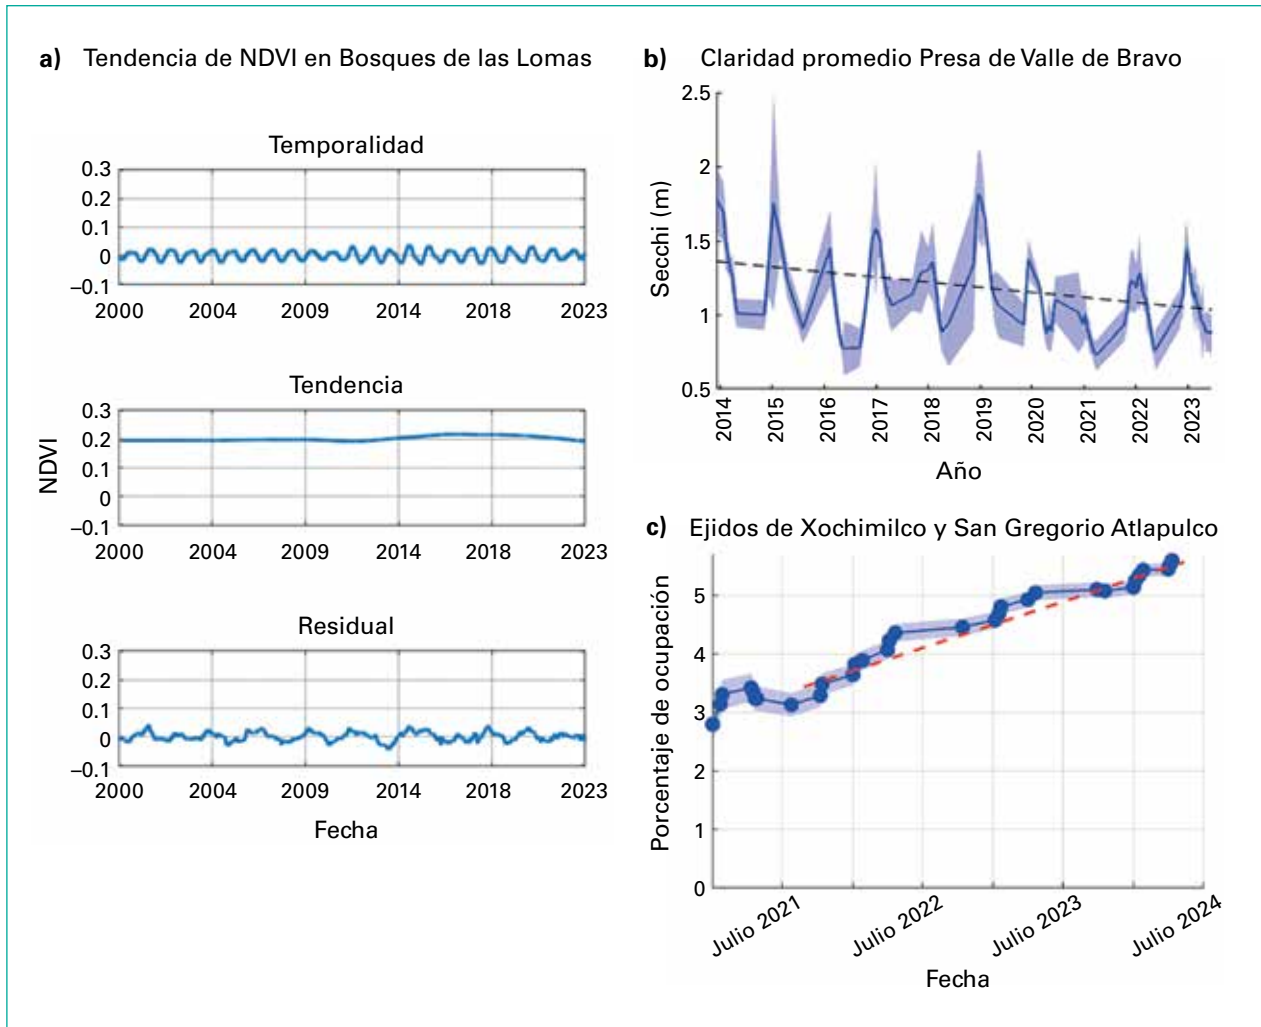 a) Tendencia de NDVI en Bosques de las Lomas
Temporalidad
0.3
0.2
0.1
0
–0.1
2000 2004 2009 2014 2018 2023
Tendencia
NDVI
0.3
0.2
0.1
0
–0.1
2000 2004 2009 2014 2018 2023
Residual
0.3
0.2
0.1
0
–0.1
2000 2004 2009 2014 2018 2023
Fecha
b) Claridad promedio Presa de Valle de Bravo
Secchi (m)
2.5
2
1.5
1
0.5
2014 2015 2016 2017 2018 2019 2020 2021 2022 2023
Año
c) Ejidos de Xochimilco y San Gregorio Atlapulco
Porcentaje de ocupación
5
4
3
2
1
0
Julio 2021 Julio 2022 Julio 2023 Julio 2024
Fecha